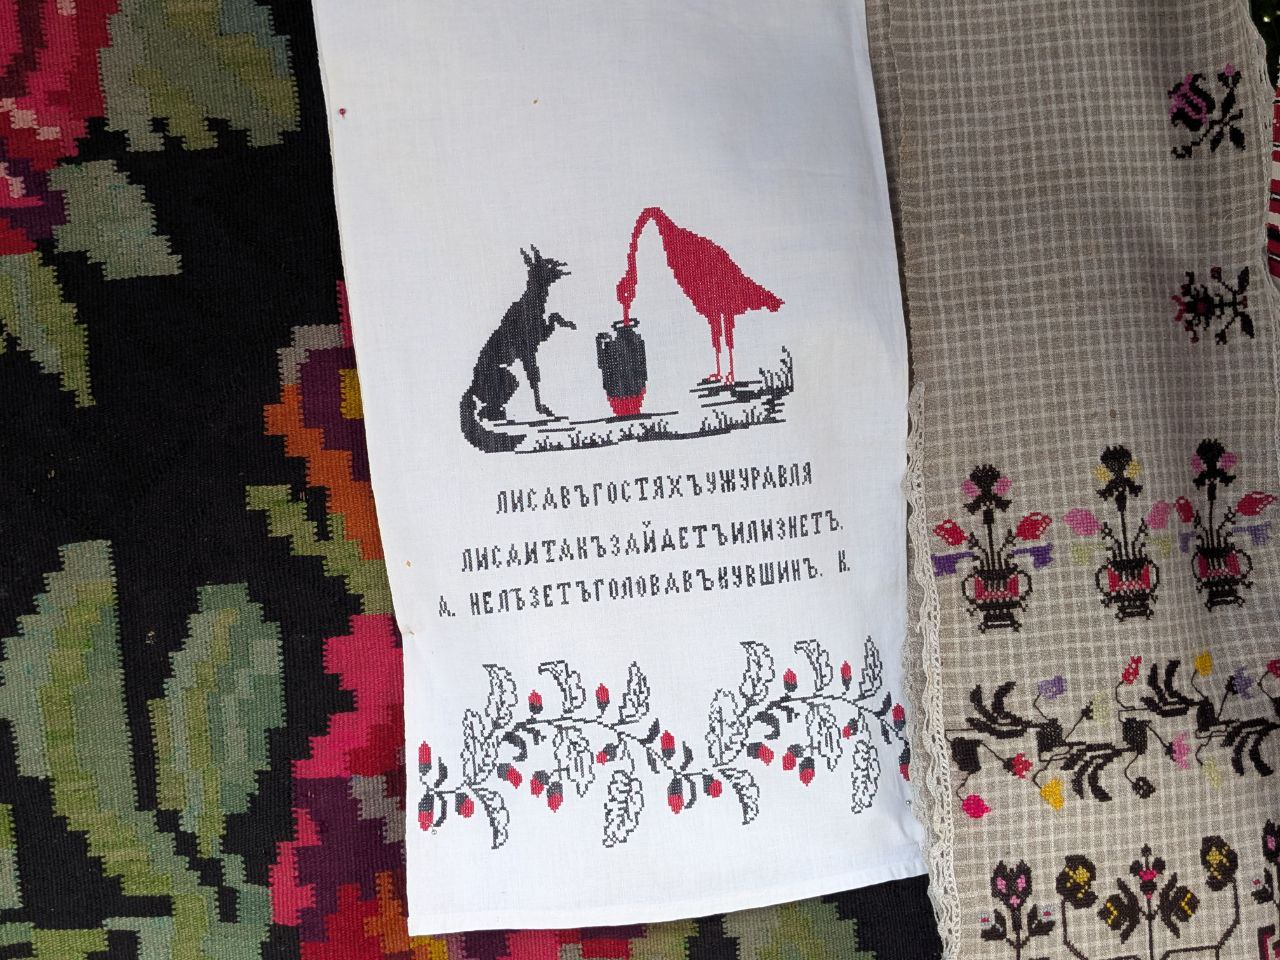 ЛИСАВЪГОСТЯХЪУЖУРАВЛЯ
ЛИСАИТАКЪЗАЙДЕТЪИЛИЗНЕТЪ.
А. НЕЛЪЗЕТЪГОЛОВАВЪКУВШИНЪ. К